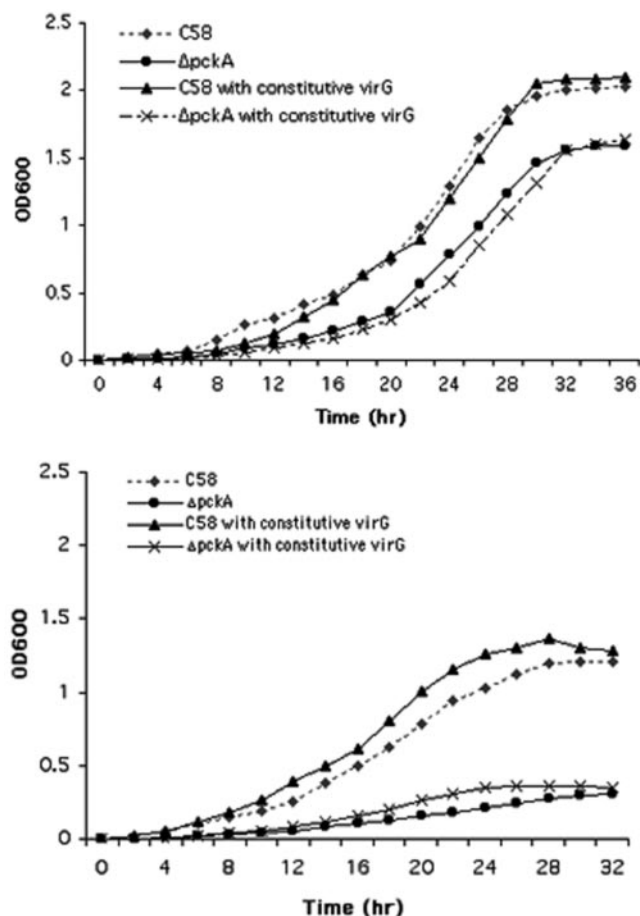 C58
ΔpckA
C58 with constitutive virG
ΔpckA with constitutive virG
2.5
2
1.5
1
0.5
0
OD600
0 4 8 12 16 20 24 28 32 36
Time (hr)
C58
ΔpckA
C58 with constitutive virG
ΔpckA with constitutive virG
2.5
2
1.5
1
0.5
0
OD600
0 4 8 12 16 20 24 28 32
Time (hr)